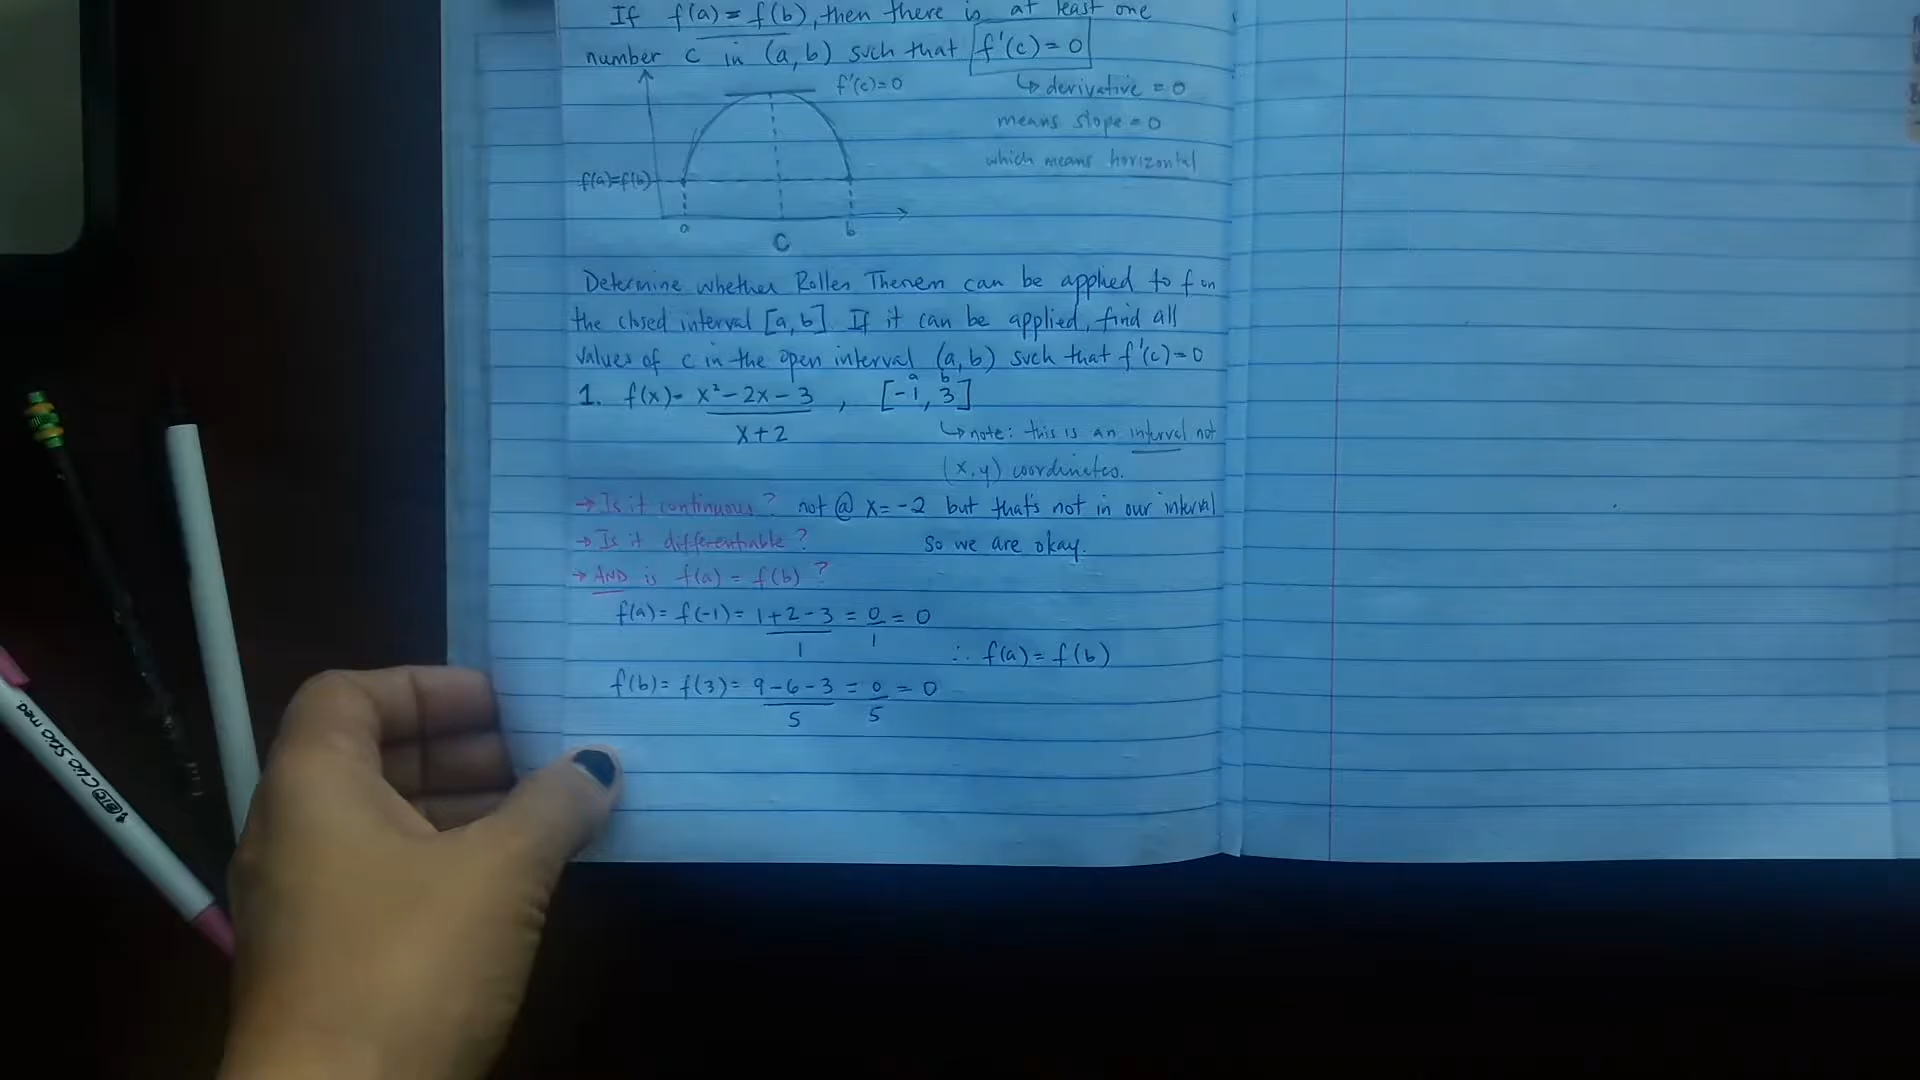 If f(a) = f(b), then there is at least one
number c in (a, b) such that f'(c) = 0
f'(c)=0
↳ derivative = 0
means slope = 0
which means horizontal
f(a)=f(b)
a
b
C
Determine whether Rolles Therem can be applied to f on
the closed interval [a, b]. If it can be applied, find all
values of c in the open interval (a, b) such that f'(c) = 0
a b
1. f(x) = x² - 2x - 3 , [-1, 3]
x + 2
↳ note: this is an interval not
(x, y) coordinates.
→ Is it continuous? not @ x = -2 but that's not in our interval
→ Is it differentiable? So we are okay.
→ AND is f(a) = f(b) ?
f(a) = f(-1) = 1 + 2 - 3 = 0 = 0
1 1
∴ f(a) = f(b)
f(b) = f(3) = 9 - 6 - 3 = 0 = 0
5 5
BIC Clic Stic med.